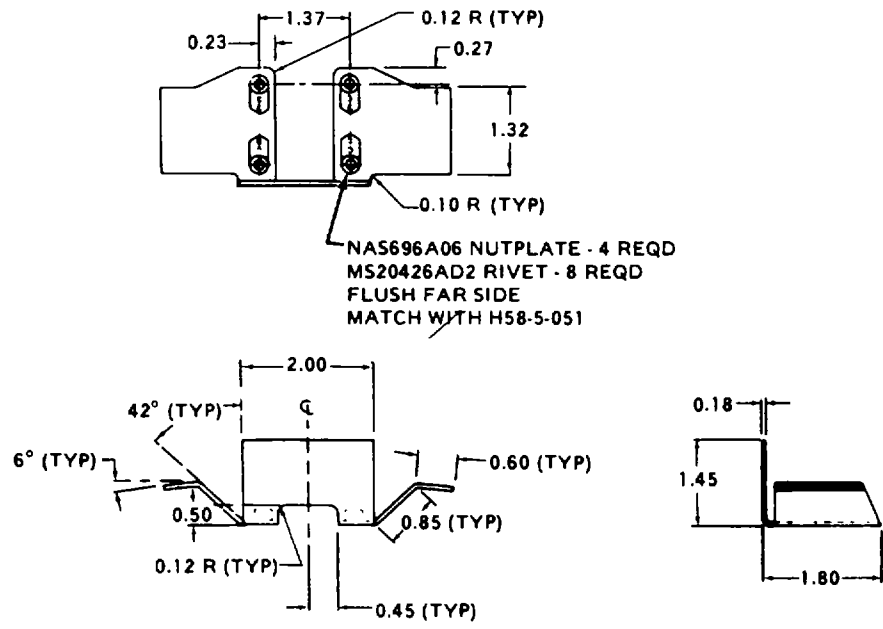 1.37
0.12 R (TYP)
0.23
0.27
1.32
0.10 R (TYP)
NAS696A06 NUTPLATE - 4 REQD
MS20426AD2 RIVET - 8 REQD
FLUSH FAR SIDE
MATCH WITH H58-5-051
2.00
42° (TYP)
℄
0.18
6° (TYP)
0.60 (TYP)
1.45
0.50
0.85 (TYP)
0.12 R (TYP)
1.80
0.45 (TYP)